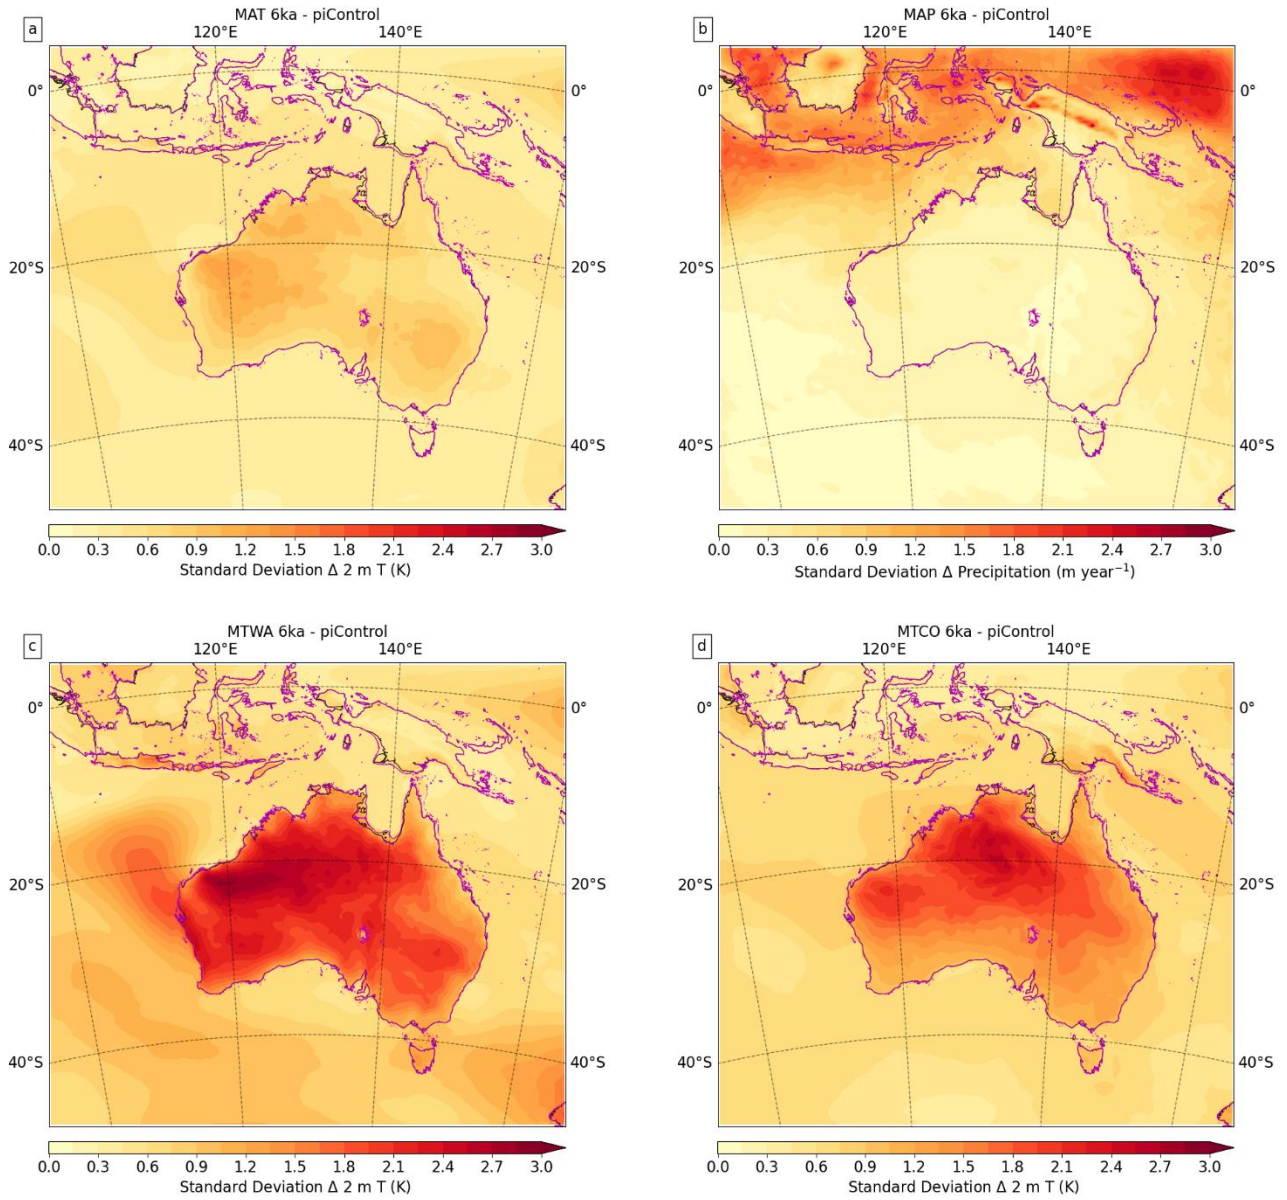 a
MAT 6ka - piControl
120°E 140°E
0° 0°
20°S 20°S
40°S 40°S
0.0 0.3 0.6 0.9 1.2 1.5 1.8 2.1 2.4 2.7 3.0
Standard Deviation Δ 2 m T (K)
b
MAP 6ka - piControl
120°E 140°E
0° 0°
20°S 20°S
40°S 40°S
0.0 0.3 0.6 0.9 1.2 1.5 1.8 2.1 2.4 2.7 3.0
Standard Deviation Δ Precipitation (m year⁻¹)
c
MTWA 6ka - piControl
120°E 140°E
0° 0°
20°S 20°S
40°S 40°S
0.0 0.3 0.6 0.9 1.2 1.5 1.8 2.1 2.4 2.7 3.0
Standard Deviation Δ 2 m T (K)
d
MTCO 6ka - piControl
120°E 140°E
0° 0°
20°S 20°S
40°S 40°S
0.0 0.3 0.6 0.9 1.2 1.5 1.8 2.1 2.4 2.7 3.0
Standard Deviation Δ 2 m T (K)